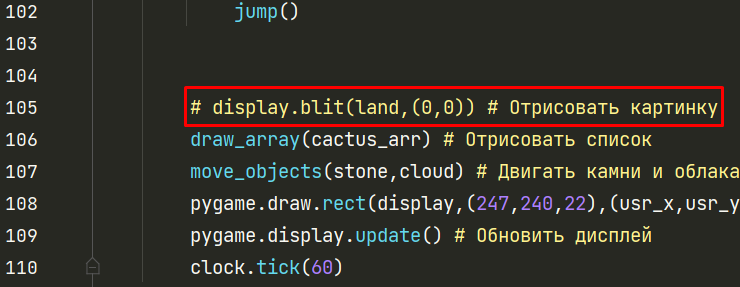 102 jump()
103
104
105 # display.blit(land,(0,0)) # Отрисовать картинку
106 draw_array(cactus_arr) # Отрисовать список
107 move_objects(stone,cloud) # Двигать камни и облака
108 pygame.draw.rect(display,(247,240,22),(usr_x,usr_y
109 pygame.display.update() # Обновить дисплей
110 clock.tick(60)